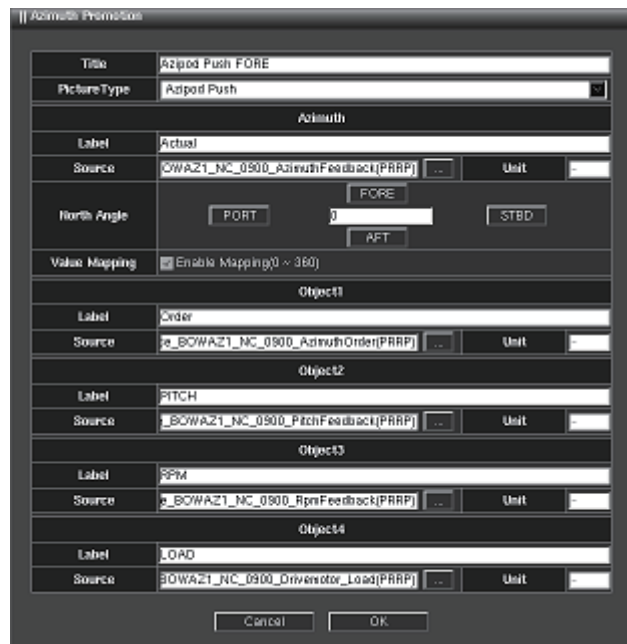 Azimuth Promotion
Title Azipod Push FORE
PictureType Azipod Push
Azimuth
Label Actual
Source OWAZ1_NC_0900_AzimuthFeedback(PRRP) ... Unit -
FORE
North Angle PORT 0 STBD
AFT
Value Mapping Enable Mapping(0 ~ 360)
Object1
Label Order
Source ce_BOWAZ1_NC_0900_AzimuthOrder(PRRP) ... Unit -
Object2
Label PITCH
Source _BOWAZ1_NC_0900_PitchFeedback(PRRP) ... Unit -
Object3
Label RPM
Source e_BOWAZ1_NC_0900_RpmFeedback(PRRP) ... Unit -
Object4
Label LOAD
Source BOWAZ1_NC_0900_Drivemotor_Load(PRRP) ... Unit -
Cancel OK